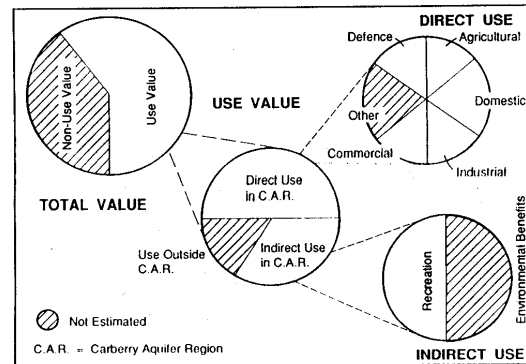 DIRECT USE
Defence
Agricultural
Non-Use Value
Use Value
USE VALUE
Other
Domestic
Commorcial
Industrial
TOTAL VALUE
Direct Use
in C.A.R.
Use Outside
C.A.R.
Indirect Use
in C.A.R.
Recreation
Environmental Benefits
Not Estimated
C.A.R. = Carberry Aquifer Region
INDIRECT USE